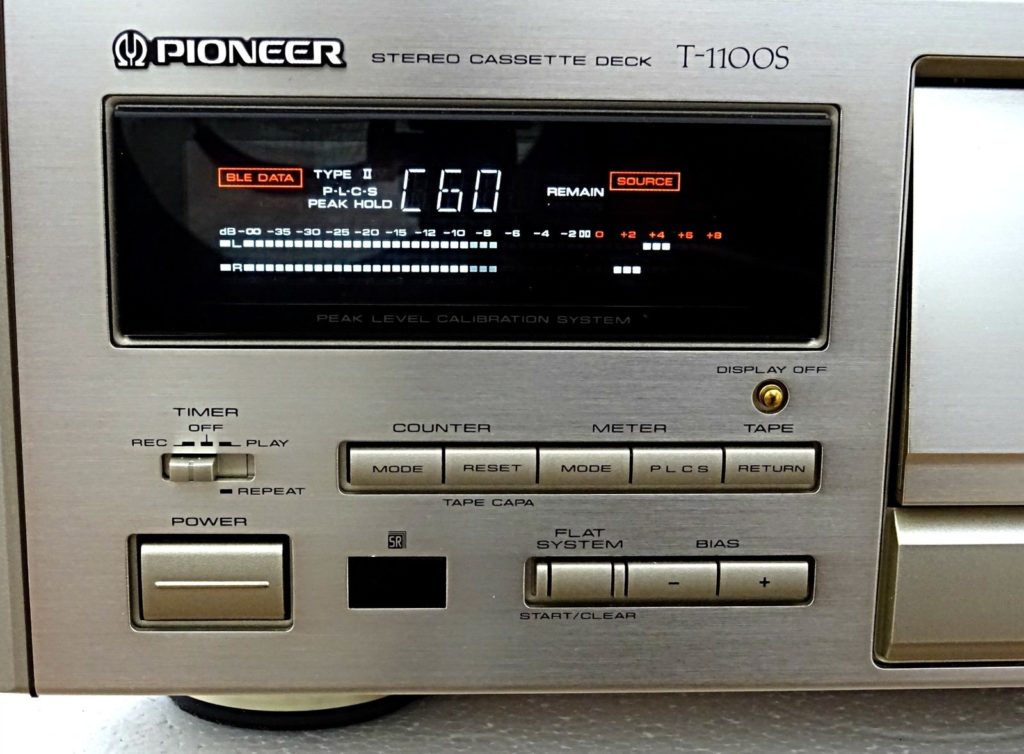 PIONEER STEREO CASSETTE DECK T-1100S
BLE DATA TYPE II C60 REMAIN SOURCE
P·L·C·S
PEAK HOLD
dB -∞ -35 -30 -25 -20 -15 -12 -10 -8 -6 -4 -2 0 +2 +4 +6 +8
L
R
PEAK LEVEL CALIBRATION SYSTEM
DISPLAY OFF
TIMER
OFF
REC PLAY
REPEAT
COUNTER METER TAPE
MODE RESET MODE PLCS RETURN
TAPE CAPA
POWER
SR
FLAT
SYSTEM BIAS
- +
START/CLEAR